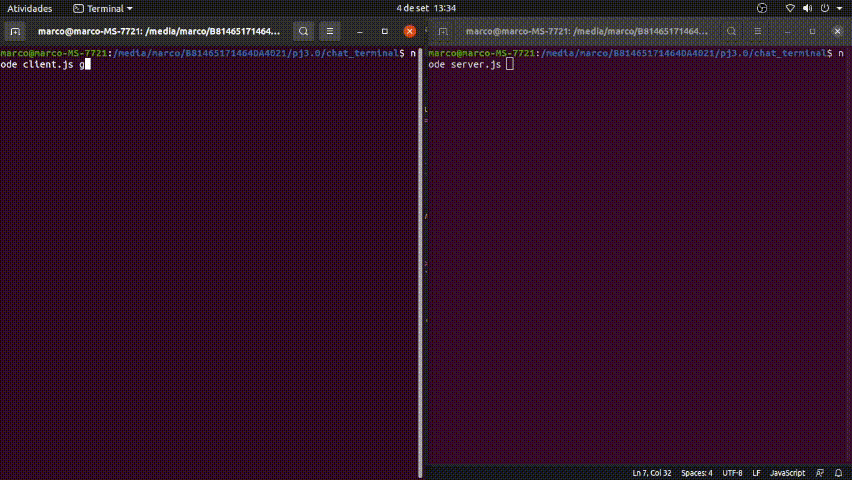 Atividades
Terminal
4 de set 13:34
marco@marco-MS-7721: /media/marco/B81465171464...
marco@marco-MS-7721: /media/marco/B81465171464DA4021/pj3.0/chat_terminal$ n
ode client.js g
marco@marco-MS-7721: /media/marco/B81465171464...
marco@marco-MS-7721:/media/marco/B81465171464DA4021/pj3.0/chat_terminal$ n
ode server.js
Ln 7, Col 32 Spaces: 4 UTF-8 LF JavaScript